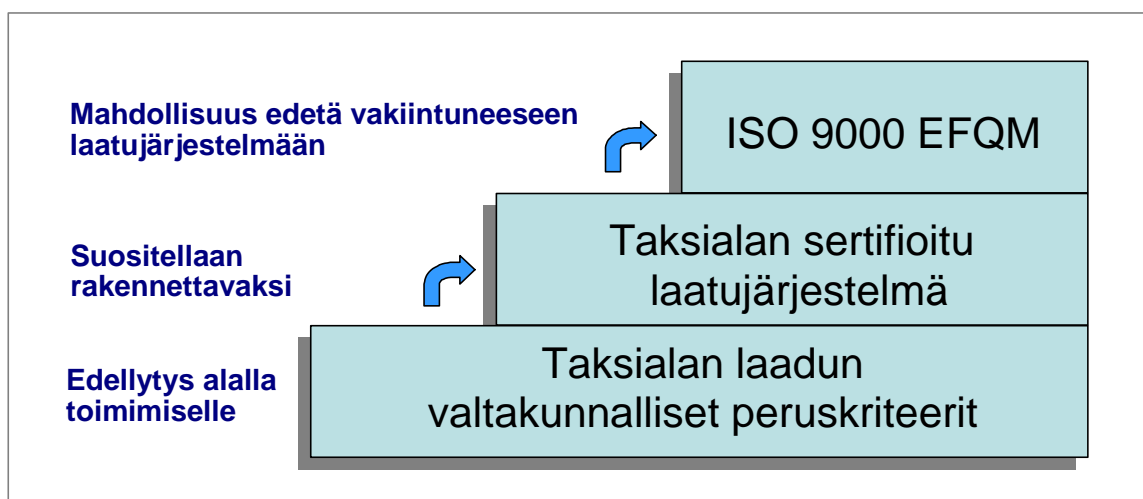 Mahdollisuus edetä vakiintuneeseen
laatujärjestelmään
ISO 9000 EFQM
Suositellaan
rakennettavaksi
Taksialan sertifioitu
laatujärjestelmä
Edellytys alalla
toimimiselle
Taksialan laadun
valtakunnalliset peruskriteerit